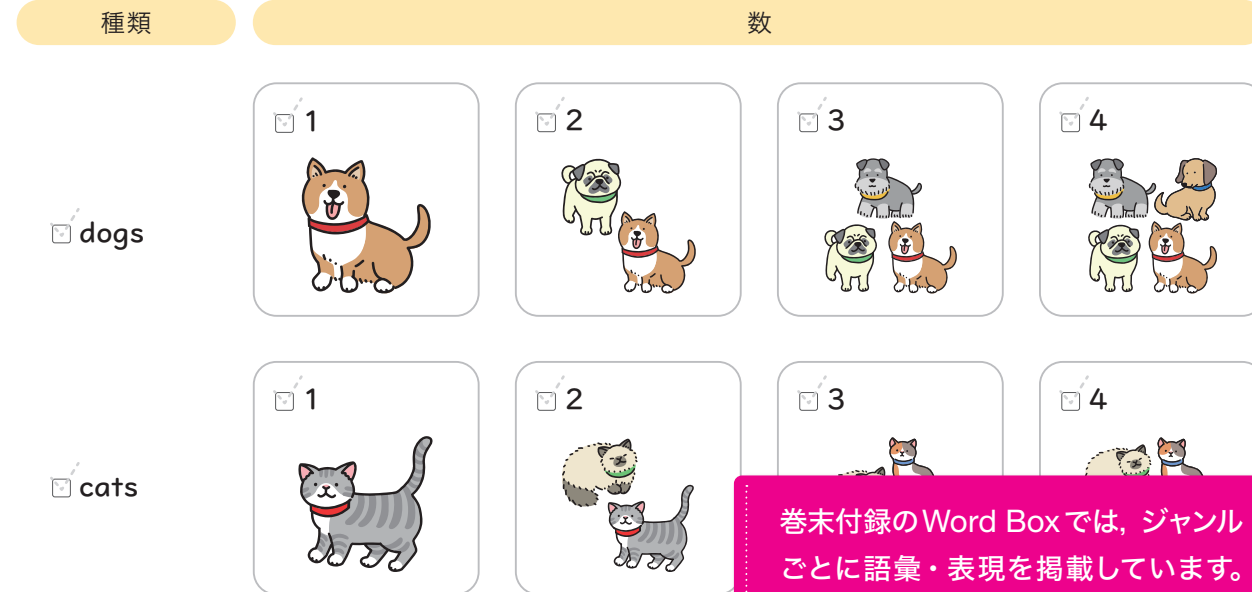 種類 数
1 2 3 4
dogs
1 2 3 4
cats
巻末付録のWord Boxでは，ジャンル
ごとに語彙・表現を掲載しています。